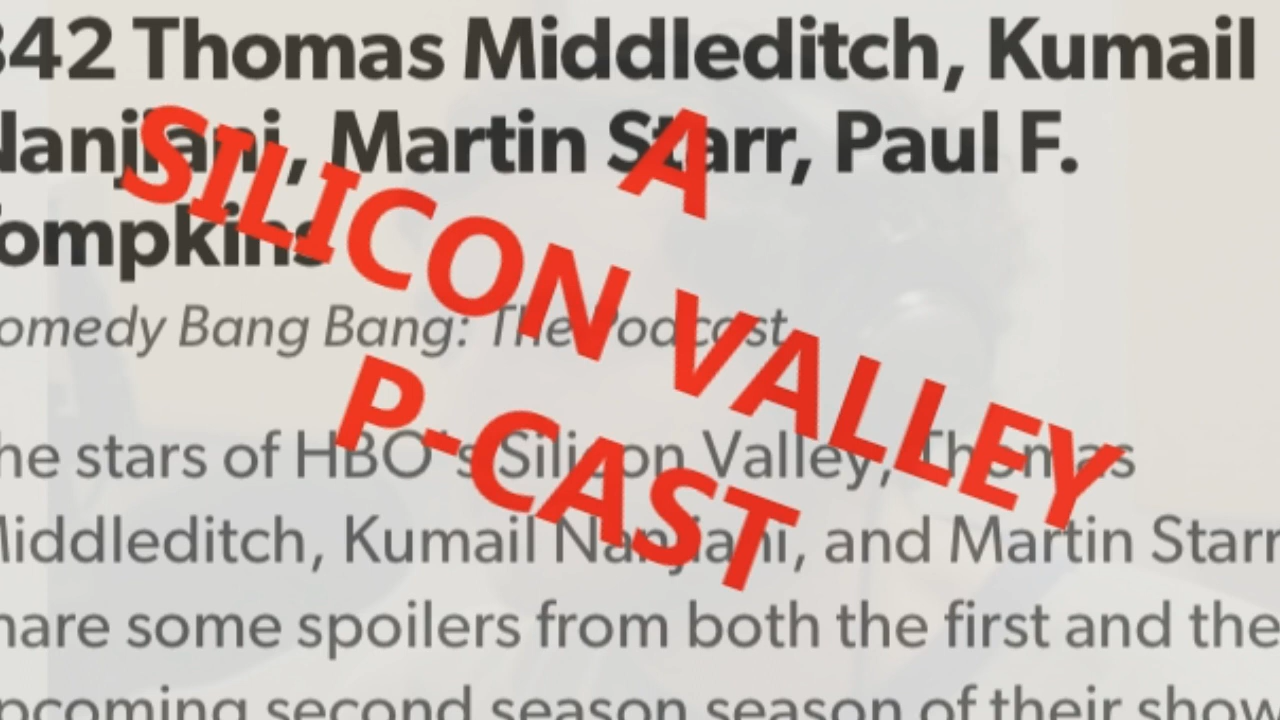 342 Thomas Middleditch, Kumail
Nanjiani, Martin Starr, Paul F.
Tompkins
Comedy Bang Bang: The Podcast
The stars of HBO's Silicon Valley, Thomas
Middleditch, Kumail Nanjiani, and Martin Starr
share some spoilers from both the first and the
upcoming second season season of their show
A
SILICON VALLEY
P-CAST